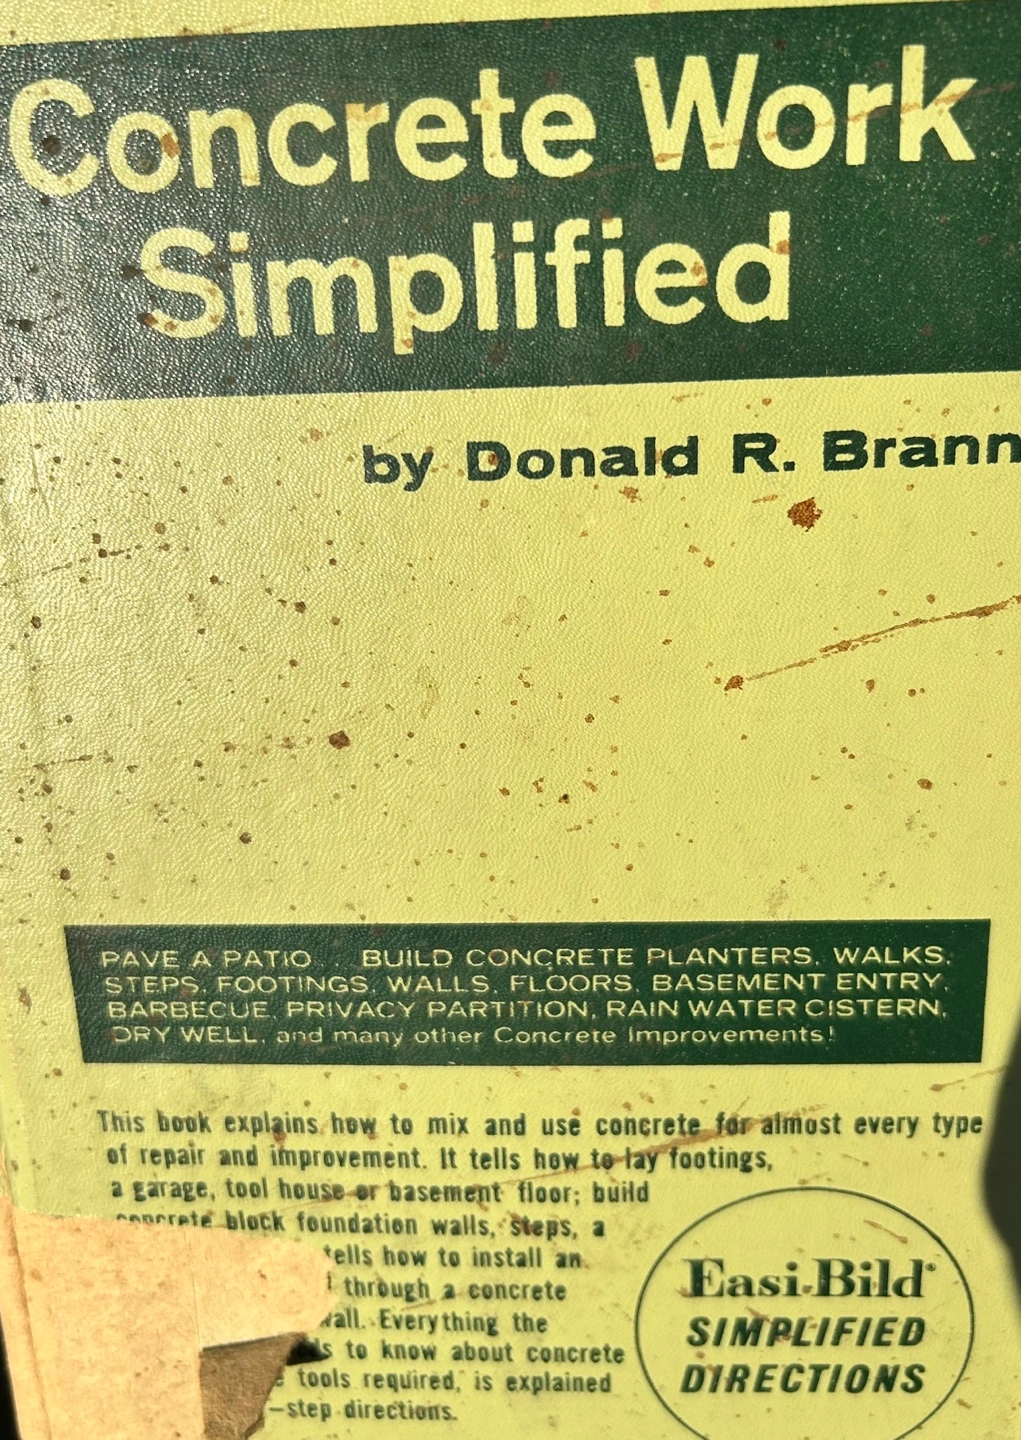 Concrete Work
Simplified
by Donald R. Brann
PAVE A PATIO . BUILD CONCRETE PLANTERS, WALKS,
STEPS, FOOTINGS, WALLS, FLOORS, BASEMENT ENTRY,
BARBECUE, PRIVACY PARTITION, RAIN WATER CISTERN,
DRY WELL, and many other Concrete Improvements!
This book explains how to mix and use concrete for almost every type
of repair and improvement. It tells how to lay footings,
a garage, tool house or basement floor; build
concrete block foundation walls, steps, a
tells how to install an
through a concrete
wall. Everything the
to know about concrete
tools required, is explained
–step directions.
Easi-Bild®
SIMPLIFIED
DIRECTIONS